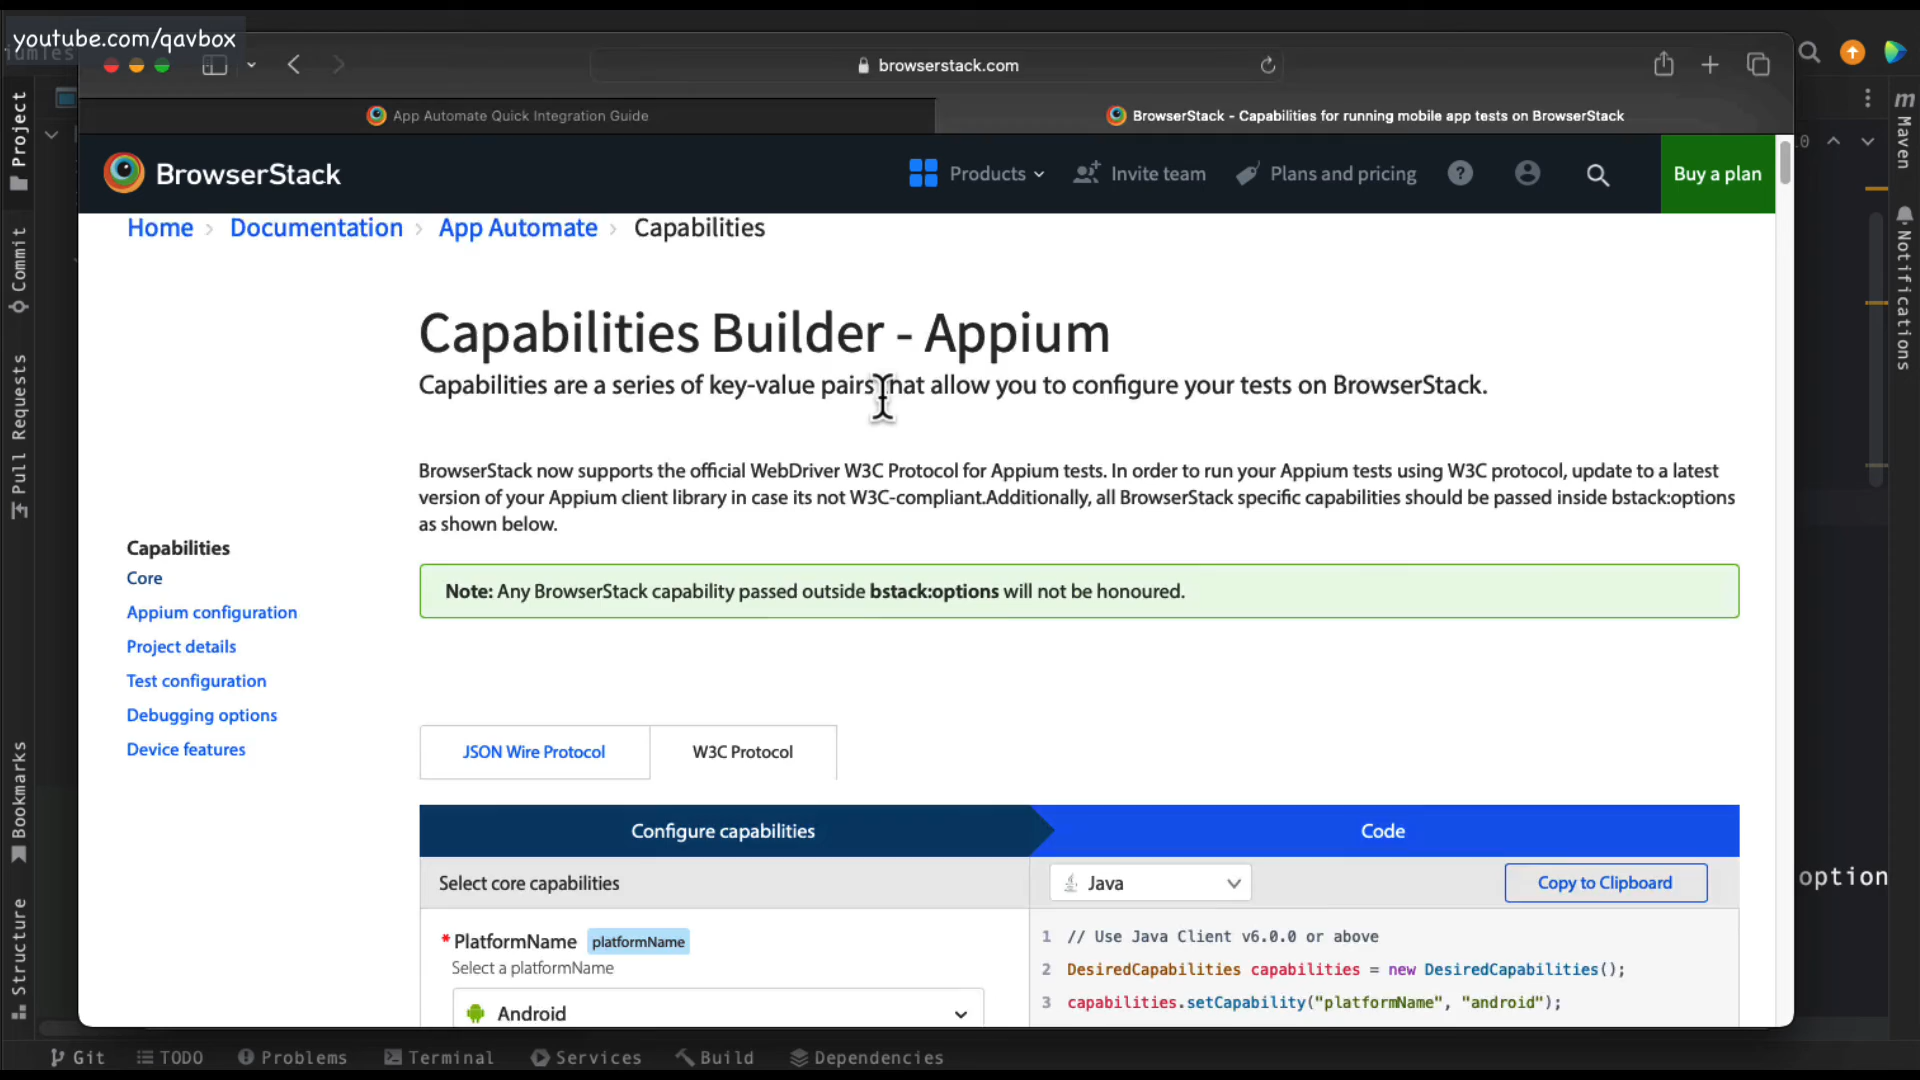 youtube.com/qavbox
browserstack.com
App Automate Quick Integration Guide
BrowserStack - Capabilities for running mobile app tests on BrowserStack
BrowserStack
Products
Invite team
Plans and pricing
?
Buy a plan
Home › Documentation › App Automate › Capabilities
Capabilities Builder - Appium
Capabilities are a series of key-value pairs that allow you to configure your tests on BrowserStack.
BrowserStack now supports the official WebDriver W3C Protocol for Appium tests. In order to run your Appium tests using W3C protocol, update to a latest
version of your Appium client library in case its not W3C-compliant.Additionally, all BrowserStack specific capabilities should be passed inside bstack:options
as shown below.
Note: Any BrowserStack capability passed outside bstack:options will not be honoured.
Capabilities
Core
Appium configuration
Project details
Test configuration
Debugging options
Device features
JSON Wire Protocol
W3C Protocol
Configure capabilities
Code
Select core capabilities
Java
Copy to Clipboard
* PlatformName platformName
Select a platformName
Android
1 // Use Java Client v6.0.0 or above
2 DesiredCapabilities capabilities = new DesiredCapabilities();
3 capabilities.setCapability("platformName", "android");
Project
Commit
Pull Requests
Bookmarks
Structure
m
Maven
Notifications
option
Git
TODO
Problems
Terminal
Services
Build
Dependencies